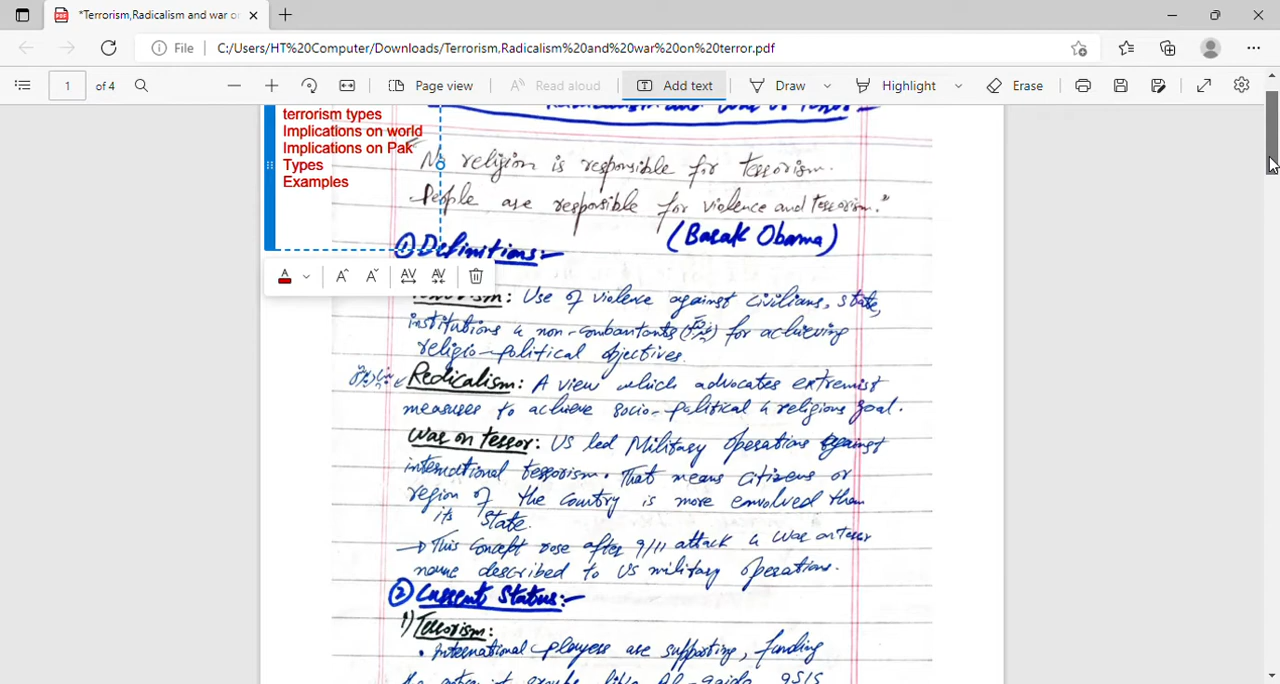 *Terrorism,Radicalism and war o
File C:/Users/HT%20Computer/Downloads/Terrorism,Radicalism%20and%20war%20on%20terror.pdf
1 of 4 Page view Read aloud Add text Draw Highlight Erase
terrorism types
Implications on world
Implications on Pak
Types
Examples
No religion is responsible for terrorism.
People are responsible for violence and terrorism."
(Barak Obama)
① Definitions:-
: Use of violence against civilians, state,
institutions & non-combantants for achieving
religio-political objectives.
Redicalism: A view which advocates extremist
measures to achieve socio-political & religious goal.
War on terror: US led Military operations against
international terrorism. That means citizens or
region of the country is more envolved than
its state.
→ This concept rose after 9/11 attack & War on terror
name described to US military operations.
② Current Status:-
1) Terrorism:
• International players are supporting, funding
Al-qaida